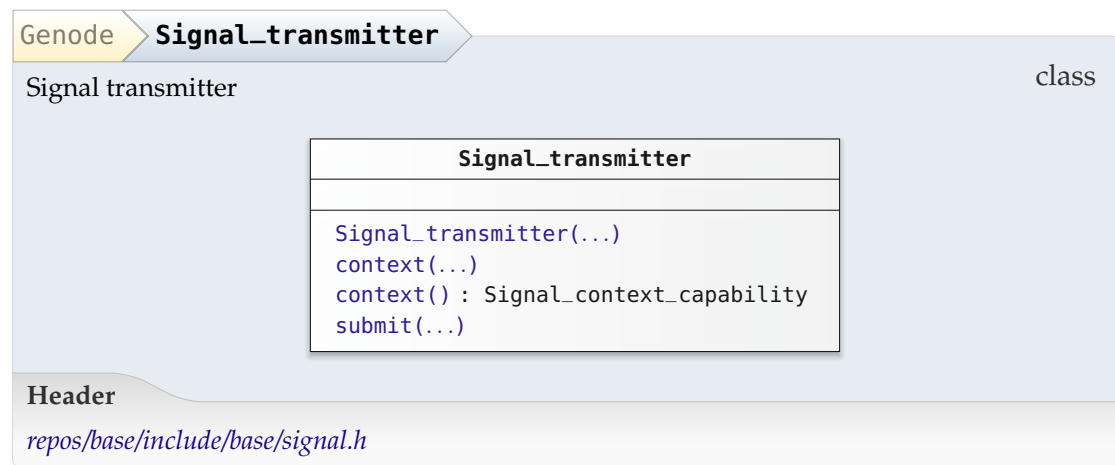 Genode Signal_transmitter
class
Signal transmitter
Signal_transmitter
Signal_transmitter(...)
context(...)
context() : Signal_context_capability
submit(...)
Header
repos/base/include/base/signal.h